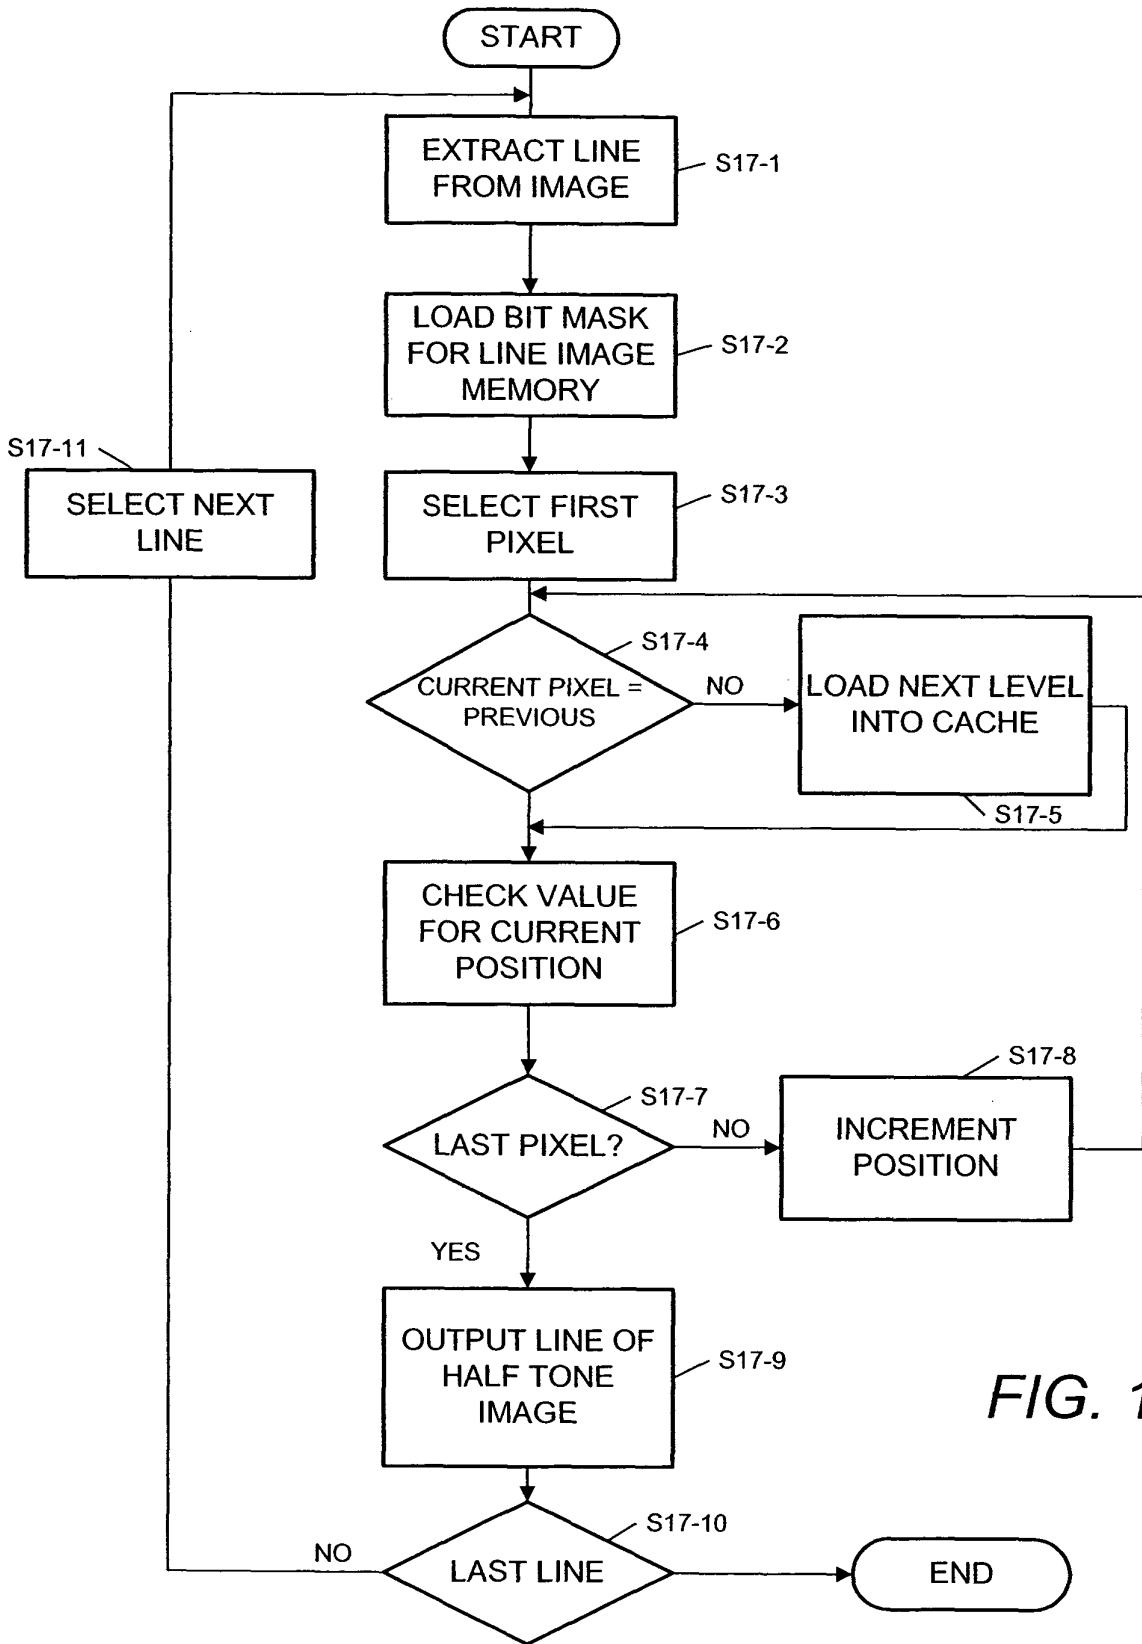 START
EXTRACT LINE
FROM IMAGE
S17-1
LOAD BIT MASK
FOR LINE IMAGE
MEMORY
S17-2
S17-11
SELECT NEXT
LINE
SELECT FIRST
PIXEL
S17-3
CURRENT PIXEL =
PREVIOUS
S17-4
NO
LOAD NEXT LEVEL
INTO CACHE
S17-5
CHECK VALUE
FOR CURRENT
POSITION
S17-6
LAST PIXEL?
S17-7
NO
INCREMENT
POSITION
S17-8
YES
OUTPUT LINE OF
HALF TONE
IMAGE
S17-9
FIG. 1
LAST LINE
S17-10
NO
END